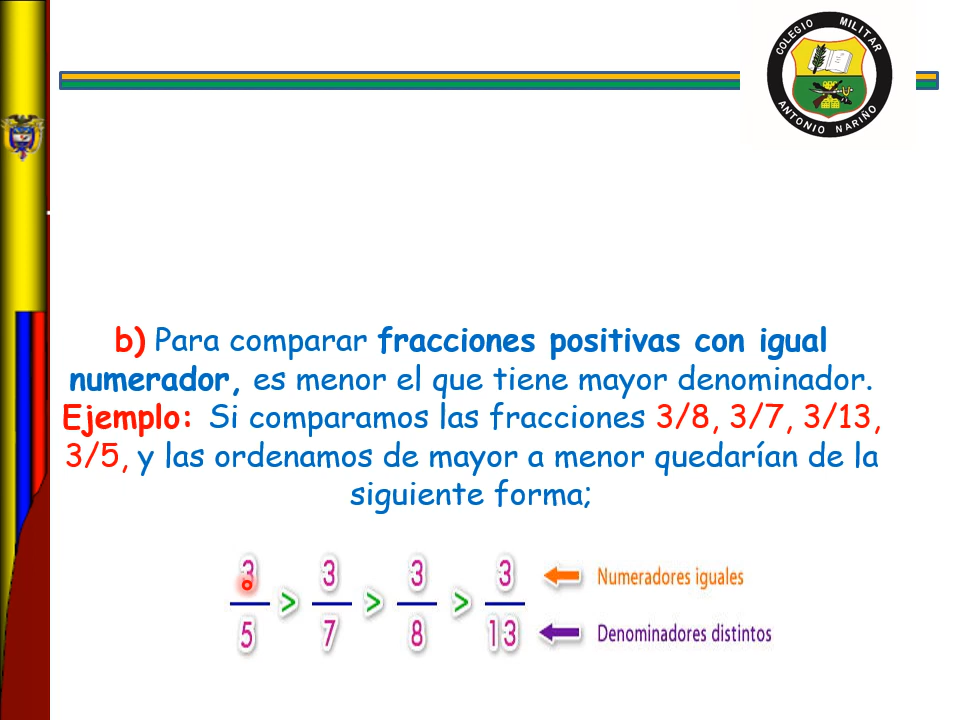 COLEGIO MILITAR
ANTONIO NARIÑO
b) Para comparar fracciones positivas con igual
numerador, es menor el que tiene mayor denominador.
Ejemplo: Si comparamos las fracciones 3/8, 3/7, 3/13,
3/5, y las ordenamos de mayor a menor quedarían de la
siguiente forma;
3/5 > 3/7 > 3/8 > 3/13
Numeradores iguales
Denominadores distintos